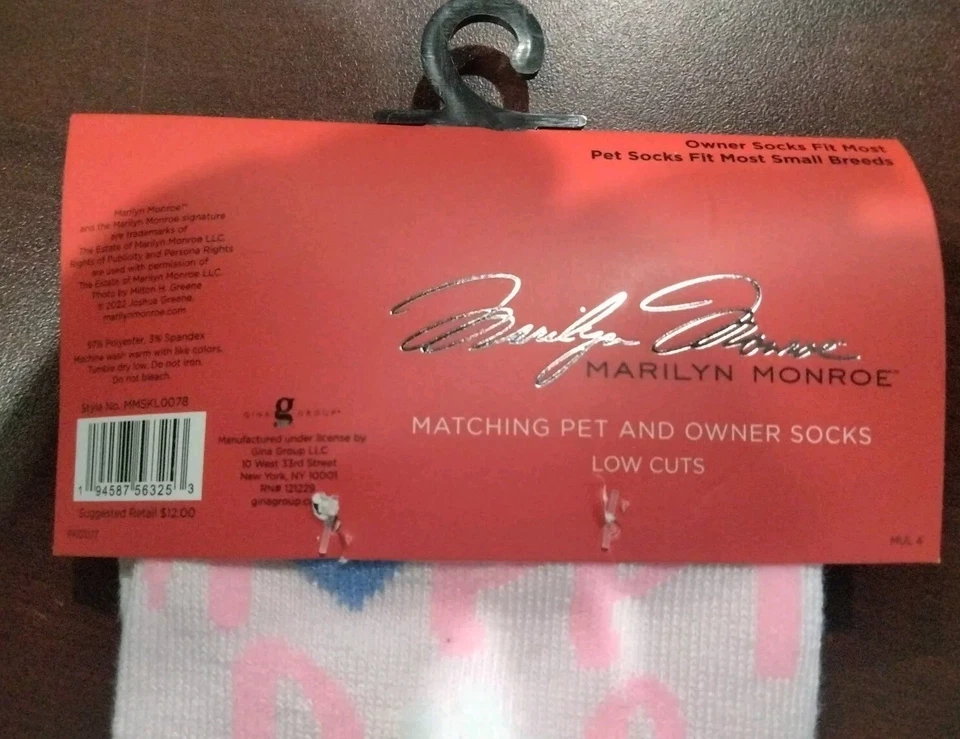 Owner Socks Fit Most
Pet Socks Fit Most Small Breeds
Marilyn Monroe™
and the Marilyn Monroe signature
are trademarks of
The Estate of Marilyn Monroe LLC.
Rights of Publicity and Persona Rights
are used with permission of
The Estate of Marilyn Monroe LLC.
Photo by Milton H. Greene
© 2022 Joshua Greene.
marilynmonroe.com
97% Polyester, 3% Spandex
Machine wash warm with like colors.
Tumble dry low. Do not iron.
Do not bleach.
Style No. MMSKL0078
1 94587 56325 3
Suggested Retail $12.00
GINA g GROUP
Manufactured under license by
Gina Group LLC
10 West 33rd Street
New York, NY 10001
RN# 121229
Marilyn Monroe
MARILYN MONROE™
MATCHING PET AND OWNER SOCKS
LOW CUTS
MUL 4